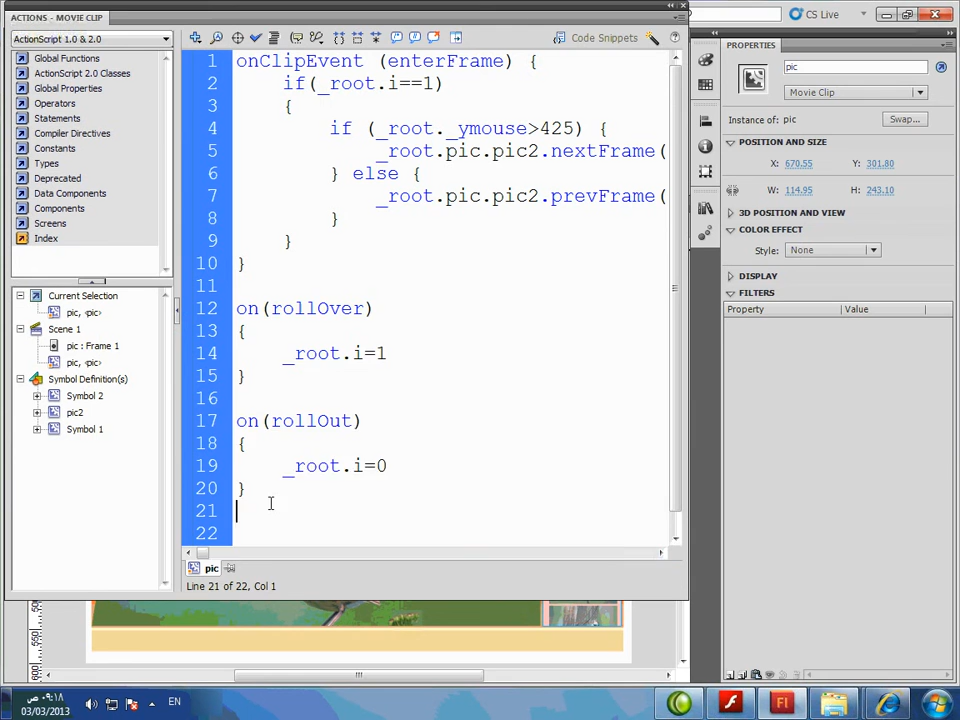 ACTIONS - MOVIE CLIP
ActionScript 1.0 & 2.0
Global Functions
ActionScript 2.0 Classes
Global Properties
Operators
Statements
Compiler Directives
Constants
Types
Deprecated
Data Components
Components
Screens
Index
Current Selection
pic, <pic>
Scene 1
pic : Frame 1
pic, <pic>
Symbol Definition(s)
Symbol 2
pic2
Symbol 1
Code Snippets
1 onClipEvent (enterFrame) {
2 if(_root.i==1)
3 {
4 if (_root._ymouse>425) {
5 _root.pic.pic2.nextFrame(
6 } else {
7 _root.pic.pic2.prevFrame(
8 }
9 }
10 }
11
12 on(rollOver)
13 {
14 _root.i=1
15 }
16
17 on(rollOut)
18 {
19 _root.i=0
20 }
21
22
pic
Line 21 of 22, Col 1
CS Live
PROPERTIES
pic
Movie Clip
Instance of: pic Swap...
POSITION AND SIZE
X: 670.55 Y: 301.80
W: 114.95 H: 243.10
3D POSITION AND VIEW
COLOR EFFECT
Style: None
DISPLAY
FILTERS
Property Value
550
600
٠٩:١٨ ص
03/03/2013
EN